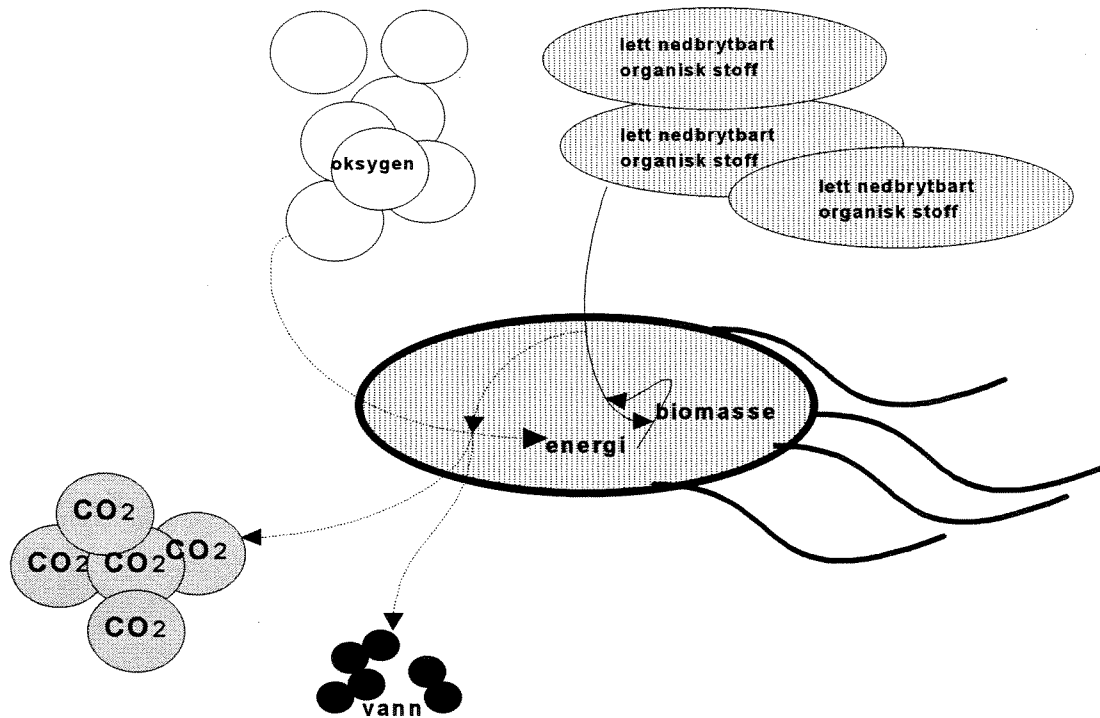 lett nedbrytbart
organisk stoff
lett nedbrytbart
organisk stoff
oksygen
lett nedbrytbart
organisk stoff
biomasse
energi
CO2
CO2
CO2
CO2
CO2
vann